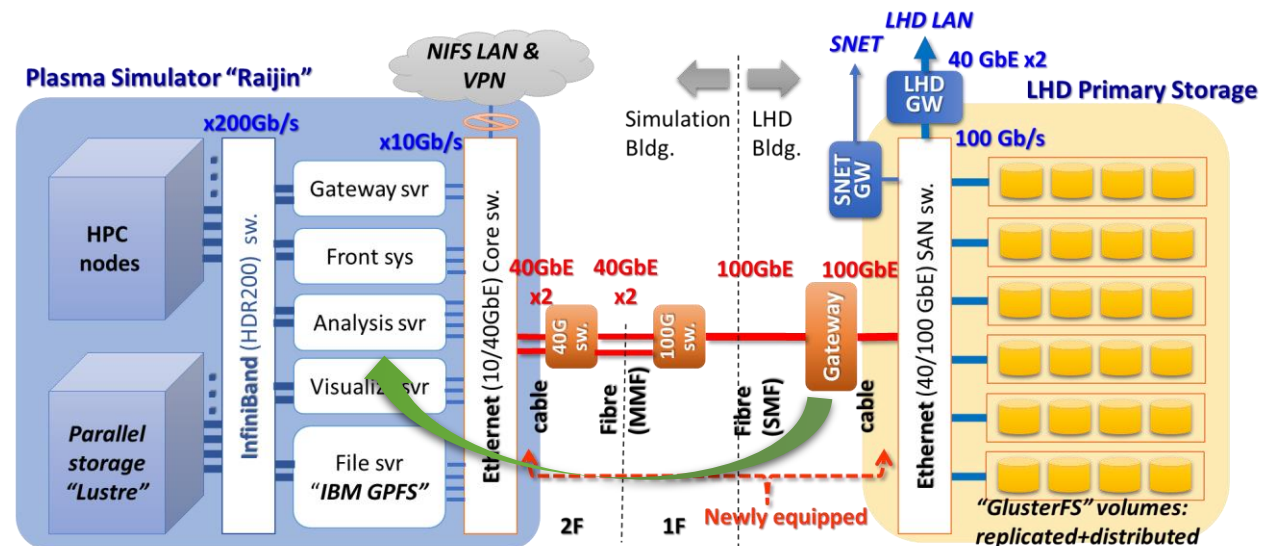 LHD LAN
SNET
NIFS LAN &
VPN
40 GbE x2
Plasma Simulator “Raijin”
LHD
GW
LHD Primary Storage
x200Gb/s
x10Gb/s
Simulation
Bldg.
LHD
Bldg.
100 Gb/s
SNET
GW
HPC
nodes
InfiniBand (HDR200) sw.
Gateway svr
Front sys
Analysis svr
Visualize svr
File svr
“IBM GPFS”
Parallel
storage
“Lustre”
Ethernet (10/40GbE) Core sw.
40GbE
x2
40GbE
x2
100GbE
100GbE
40G
sw.
100G
sw.
Gateway
Ethernet (40/100 GbE) SAN sw.
cable
Fibre
(MMF)
Fibre
(SMF)
cable
Newly equipped
2F
1F
“GlusterFS” volumes:
replicated+distributed